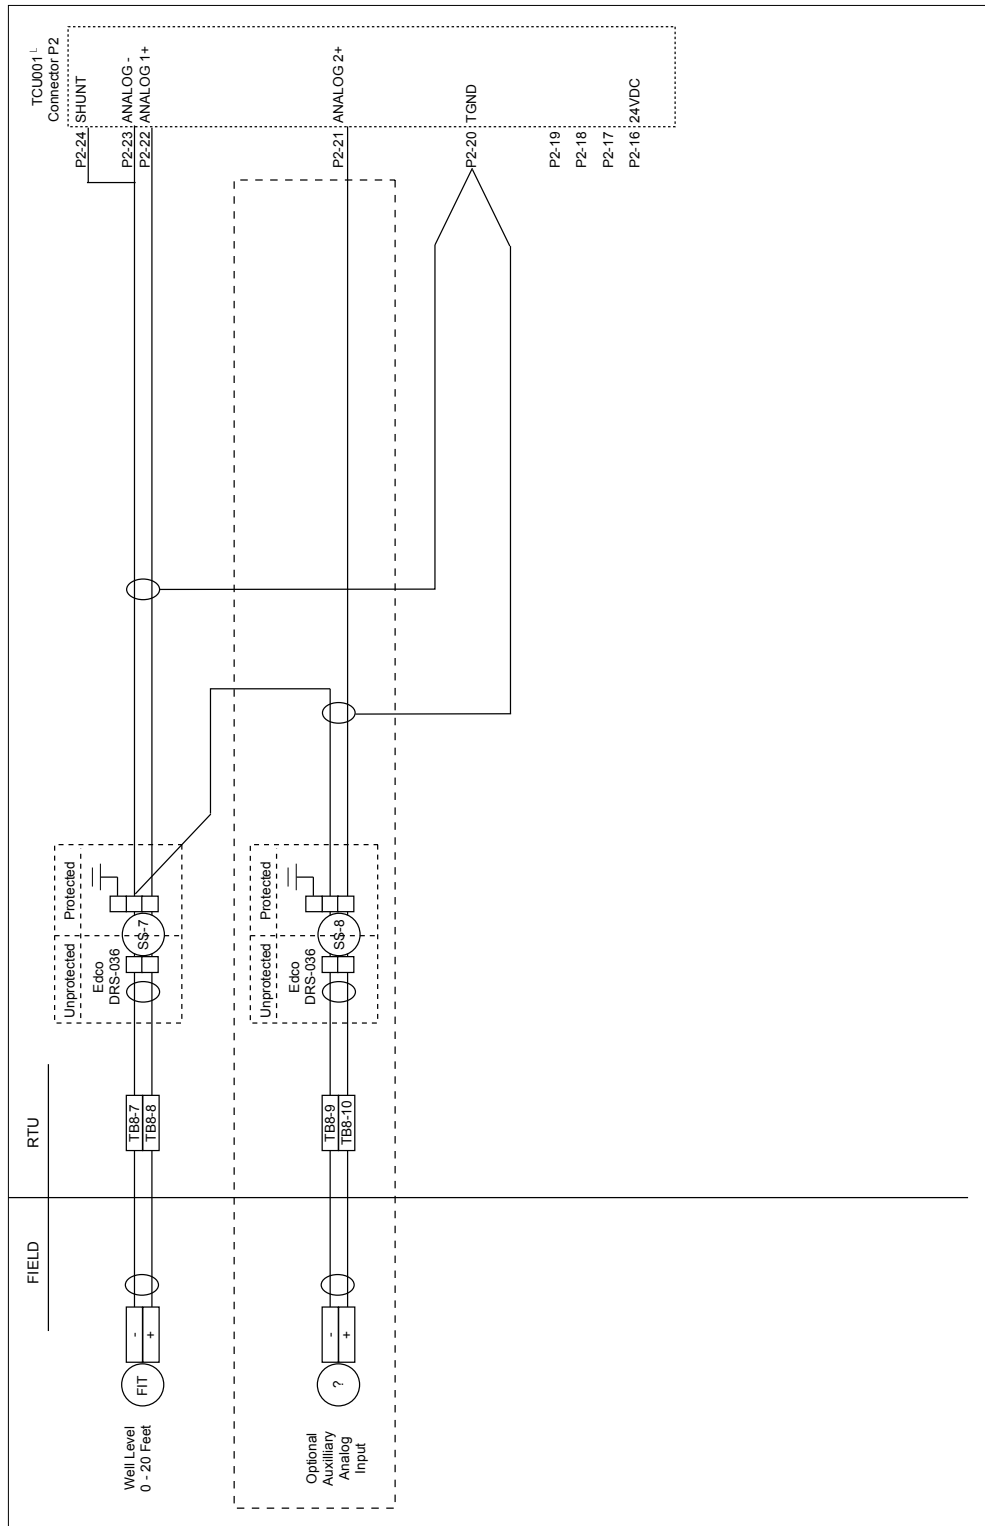 TCU001 L
Connector P2
SHUNT
ANALOG -
ANALOG 1+
ANALOG 2+
TGND
24VDC
P2-24
P2-23
P2-22
P2-21
P2-20
P2-19
P2-18
P2-17
P2-16
Unprotected
Protected
Edco
DRS-036
SS-7
Unprotected
Protected
Edco
DRS-036
SS-8
RTU
TB8-7
TB8-8
TB8-9
TB8-10
FIELD
-
+
FIT
-
+
?
Well Level
0 - 20 Feet
Optional
Auxilliary
Analog
Input